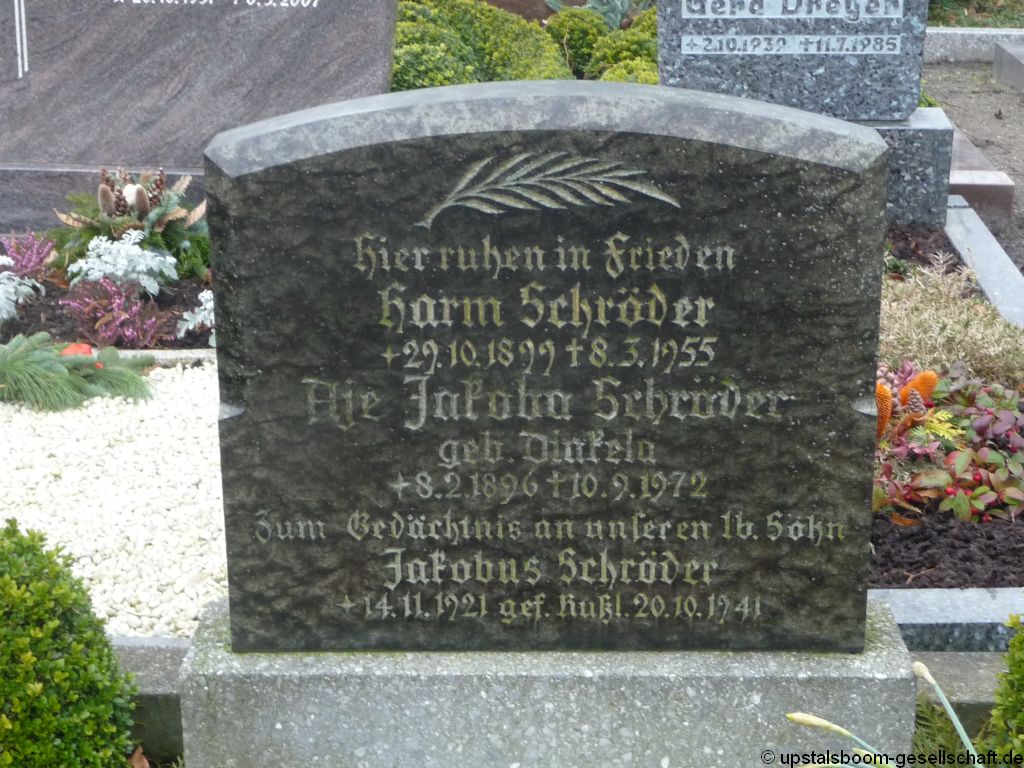 Gerd Dreyer
*2.10.1939 †11.7.1985
Hier ruhen in Frieden
Harm Schröder
*29.10.1899 †8.3.1955
Jakoba Schröder
geb. Dinkela
*8.2.1896 †10.9.1972
Zum Gedächtnis an unseren lb. Sohn
Jakobus Schröder
*14.11.1921 gef. Rußl. 20.10.1941
© upstalsboom-gesellschaft.de